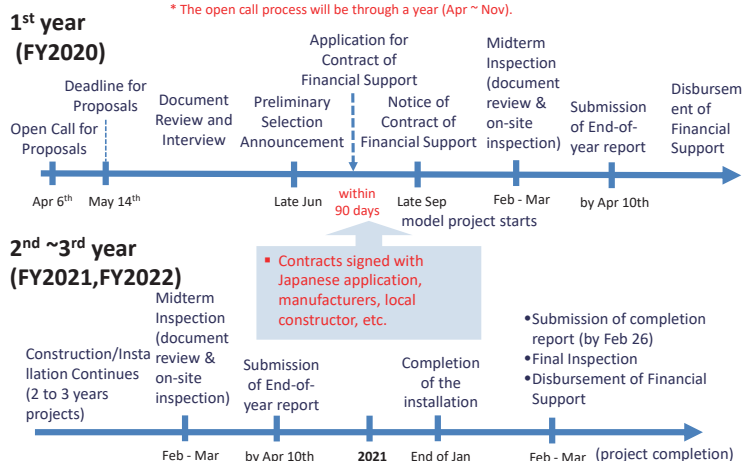 * The open call process will be through a year (Apr ~ Nov).
1st year
(FY2020)
Open Call for
Proposals
Deadline for
Proposals
Document
Review and
Interview
Preliminary
Selection
Announcement
Application for
Contract of
Financial Support
Notice of
Contract of
Financial Support
Midterm
Inspection
(document
review &
on-site
inspection)
Submission
of End-of-
year report
Disbursem
ent of
Financial
Support
Apr 6th
May 14th
Late Jun
within
90 days
Late Sep
model project starts
Feb - Mar
by Apr 10th
▪ Contracts signed with
Japanese application,
manufacturers, local
constructor, etc.
2nd ~3rd year
(FY2021,FY2022)
Construction/Insta
llation Continues
(2 to 3 years
projects)
Midterm
Inspection
(document
review &
on-site
inspection)
Submission
of End-of-
year report
Completion
of the
installation
•Submission of completion
report (by Feb 26)
•Final Inspection
•Disbursement of Financial
Support
Feb - Mar
by Apr 10th
2021
End of Jan
Feb - Mar
(project completion)